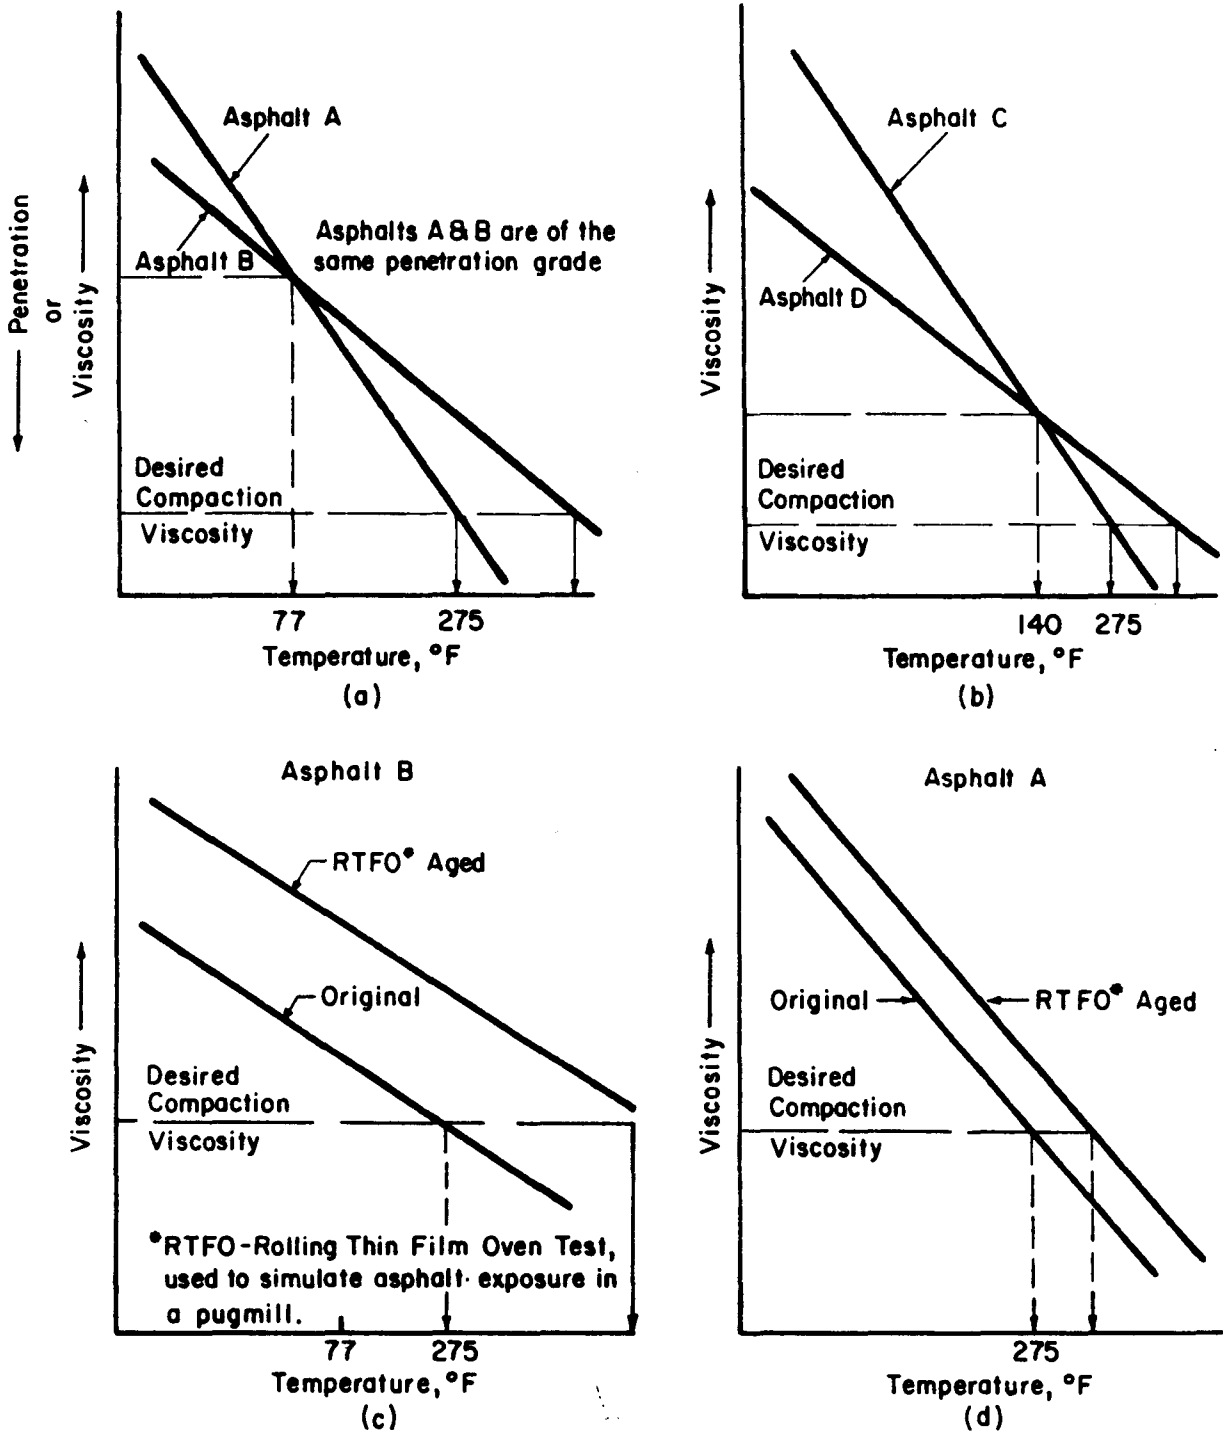 Asphalt A
Asphalt B
Asphalts A & B are of the
same penetration grade
Penetration
or
Viscosity
Desired
Compaction
Viscosity
77 275
Temperature, °F
(a)
Asphalt C
Asphalt D
Viscosity
Desired
Compaction
Viscosity
140 275
Temperature, °F
(b)
Asphalt B
RTFO* Aged
Original
Viscosity
Desired
Compaction
Viscosity
*RTFO-Rolling Thin Film Oven Test,
used to simulate asphalt exposure in
a pugmill.
77 275
Temperature, °F
(c)
Asphalt A
Original
RTFO* Aged
Viscosity
Desired
Compaction
Viscosity
275
Temperature, °F
(d)